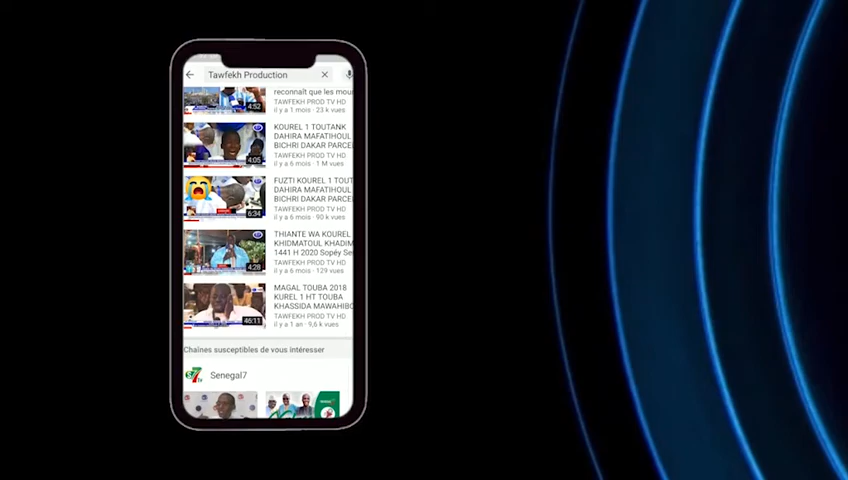 Tawfekh Production
reconnaît que les mous
TAWFEKH PROD TV HD
il y a 1 mois · 23 k vues
4:52
KOUREL 1 TOUTANK
DAHIRA MAFATIHOUL
BICHRI DAKAR PARCEL
TAWFEKH PROD TV HD
il y a 6 mois · 1 M vues
4:05
FUZTI KOUREL 1 TOUT
DAHIRA MAFATIHOUL
BICHRI DAKAR PARCEL
TAWFEKH PROD TV HD
il y a 6 mois · 90 k vues
6:34
THIANTE WA KOUREL
KHIDMATOUL KHADIM
1441 H 2020 Sopéy Se
TAWFEKH PROD TV HD
il y a 6 mois · 129 vues
4:28
MAGAL TOUBA 2018
KUREL 1 HT TOUBA
KHASSIDA MAWAHIBO
TAWFEKH PROD TV HD
il y a 1 an · 9,6 k vues
46:11
Chaînes susceptibles de vous intéresser
Senegal7